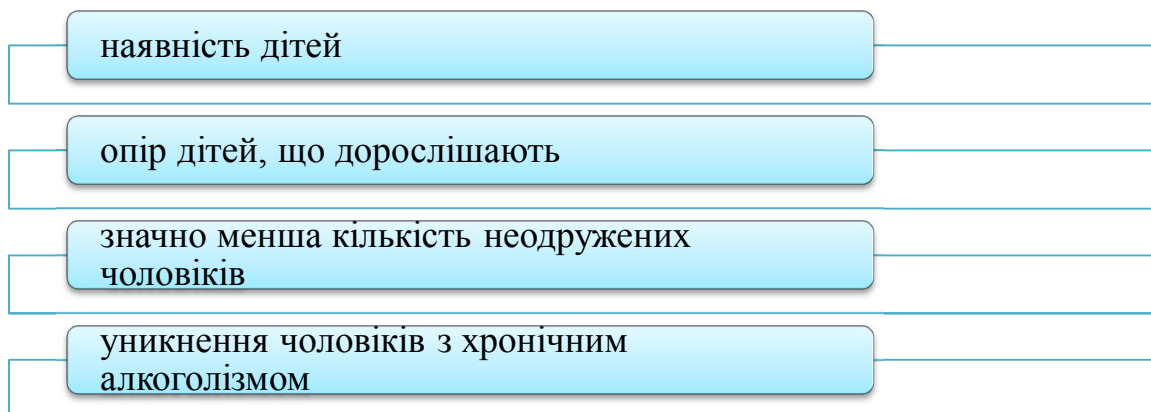 наявність дітей
опір дітей, що дорослішають
значно менша кількість неодружених
чоловіків
уникнення чоловіків з хронічним
алкоголізмом